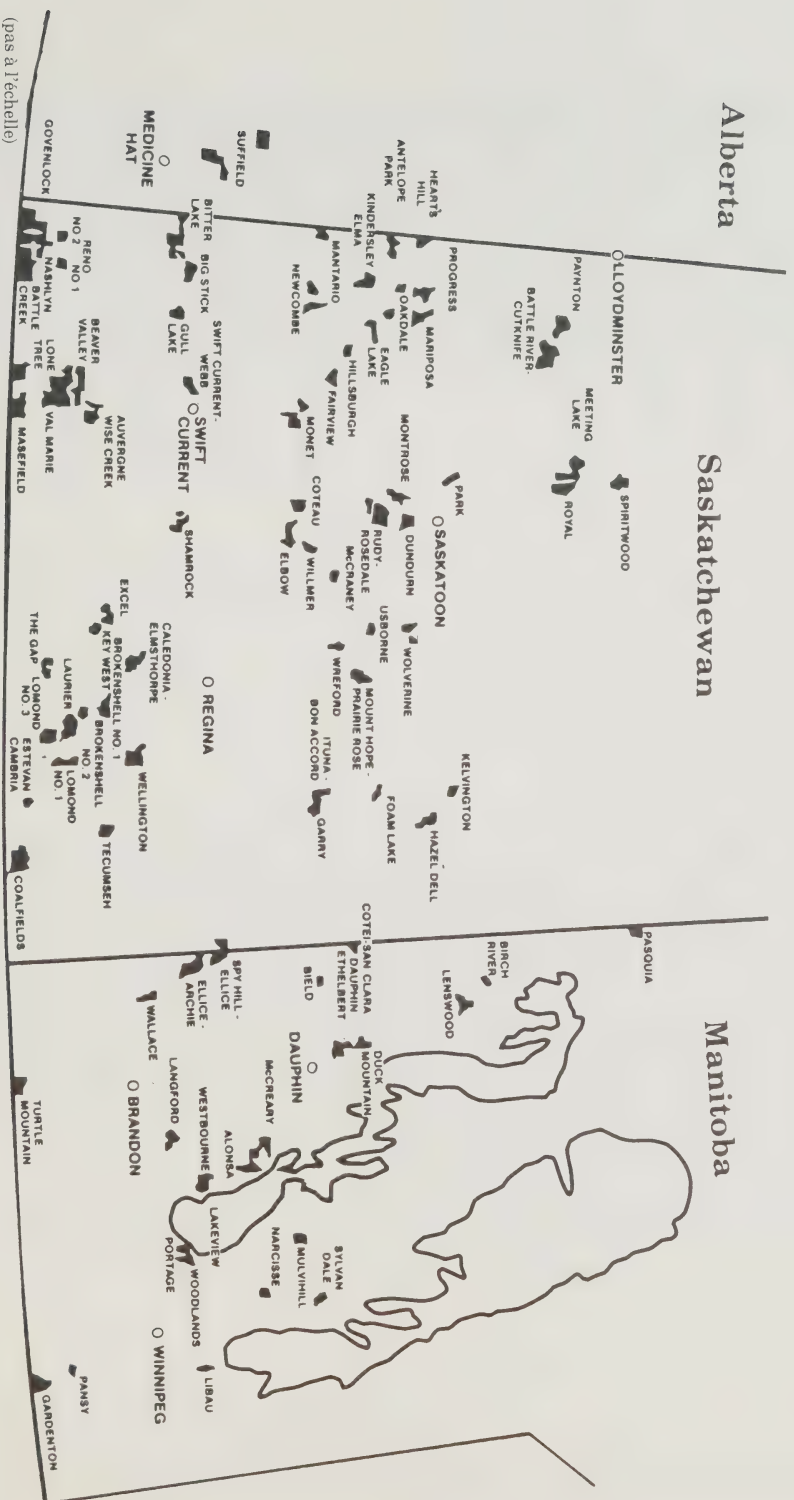 Alberta
Saskatchewan
Manitoba
LLOYDMINSTER
PAYNTON
BATTLE RIVER-
CUTKNIFE
MEETING
LAKE
SPIRITWOOD
ROYAL
PASQUIA
HEART'S
HILL
ANTELOPE
PARK
PROGRESS
KINDERSLEY
ELMA
MARIPOSA
OAKDALE
EAGLE
LAKE
MANTARIO
NEWCOMBE
HILLSBURGH
FAIRVIEW
MONET
MONTROSE
PARK
SASKATOON
DUNDURN
RUDY-
ROSEDALE
McCRANEY
COTEAU
WILLMER
ELBOW
USBORNE
WOLVERINE
WREFORD
MOUNT HOPE -
PRAIRIE ROSE
KELVINGTON
HAZEL DELL
FOAM LAKE
ITUNA -
BON ACCORD
GARRY
BIRCH
RIVER
LENSWOOD
COTE-SAN CLARA
DAUPHIN
ETHELBERT
BIELD
DUCK
MOUNTAIN
DAUPHIN
SUFFIELD
MEDICINE
HAT
BITTER
LAKE
BIG STICK
GULL
LAKE
SWIFT CURRENT-
WEBB
SWIFT
CURRENT
SHAMROCK
REGINA
CALEDONIA -
ELMSTHORPE
SPY HILL -
ELLICE
ELLICE -
ARCHIE
WALLACE
McCREARY
ALONSA
WESTBOURNE
LANGFORD
BRANDON
LAKEVIEW
PORTAGE
WOODLANDS
NARCISSE
MULVIHILL
SYLVAN
DALE
LIBAU
WINNIPEG
PANSY
GOVENLOCK
RENO
NO 2
NO 1
NASHLYN
BATTLE
CREEK
BEAVER
VALLEY
LONE
TREE
VAL MARIE
AUVERGNE
WISE CREEK
MASEFIELD
EXCEL
KEY WEST
BROKENSHELL NO. 1
BROKENSHELL
NO. 2
WELLINGTON
TECUMSEH
THE GAP
LAURIER
LOMOND
NO. 3
LOMOND
NO. 1
ESTEVAN
CAMBRIA
COALFIELDS
TURTLE
MOUNTAIN
GARDENTON
(pas à l'échelle)